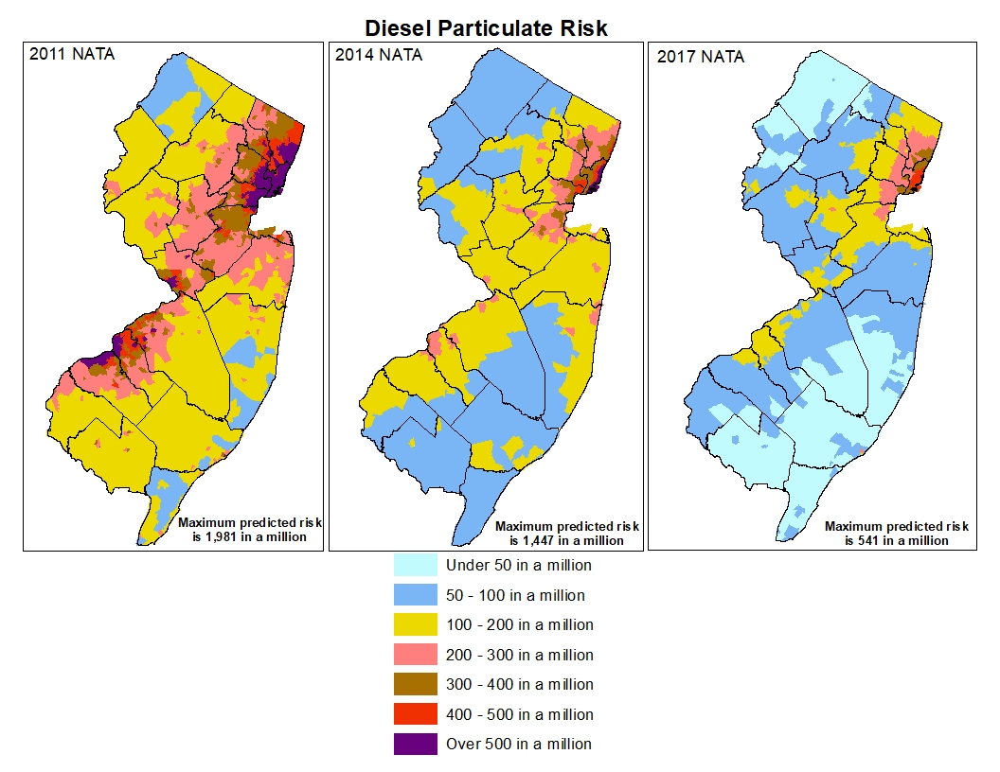 Diesel Particulate Risk
2011 NATA
2014 NATA
2017 NATA
Maximum predicted risk
is 1,981 in a million
Maximum predicted risk
is 1,447 in a million
Maximum predicted risk
is 541 in a million
Under 50 in a million
50 - 100 in a million
100 - 200 in a million
200 - 300 in a million
300 - 400 in a million
400 - 500 in a million
Over 500 in a million